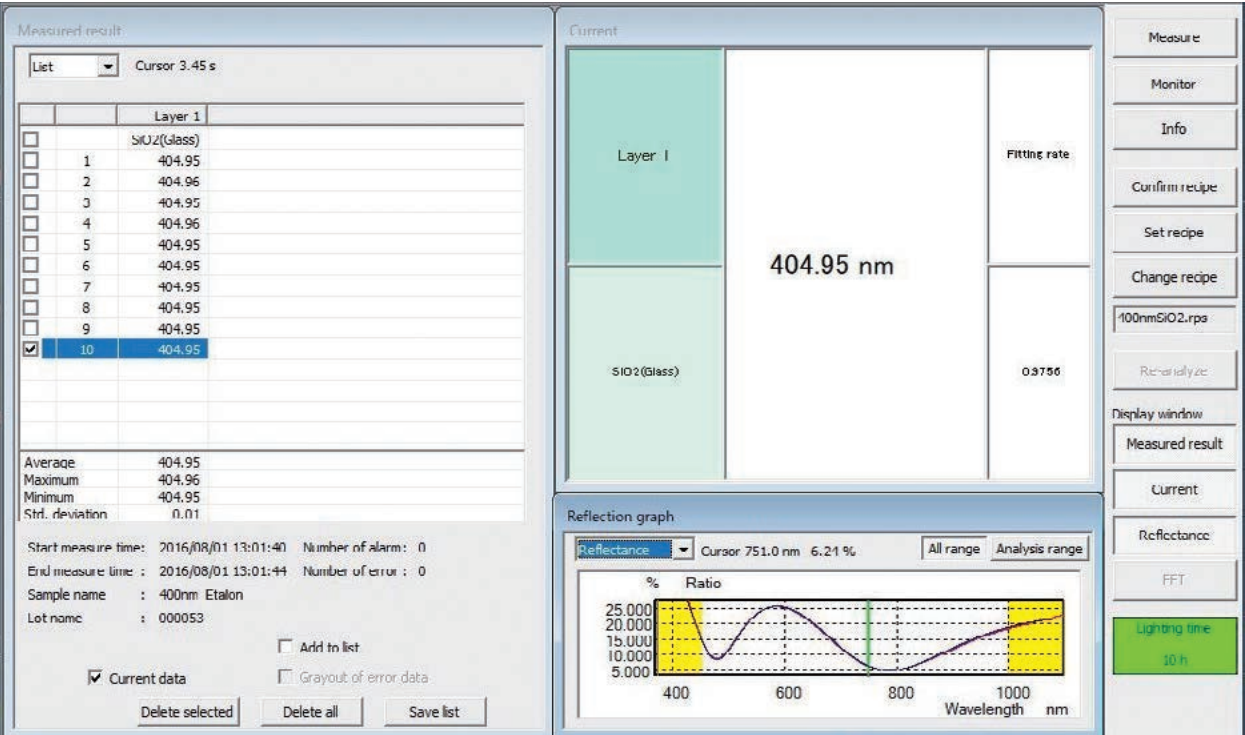 Measured result
List Cursor 3.45 s
Layer 1
SiO2(Glass)
1 404.95
2 404.96
3 404.95
4 404.96
5 404.95
6 404.95
7 404.95
8 404.95
9 404.95
10 404.95
Average 404.95
Maximum 404.96
Minimum 404.95
Std. deviation 0.01
Start measure time: 2016/08/01 13:01:40 Number of alarm: 0
End measure time : 2016/08/01 13:01:44 Number of error : 0
Sample name : 400nm Etalon
Lot name : 000053
Add to list
Current data Grayout of error data
Delete selected Delete all Save list
Current
Layer 1
Fitting rate
404.95 nm
SiO2(Glass)
0.9756
Reflection graph
Reflectance Cursor 751.0 nm 6.24 % All range Analysis range
% Ratio
25.000
20.000
15.000
10.000
5.000
400 600 800 1000
Wavelength nm
Measure
Monitor
Info
Confirm recipe
Set recipe
Change recipe
400nmSiO2.rps
Re-analyze
Display window
Measured result
Current
Reflectance
FFT
Lighting time
10 h